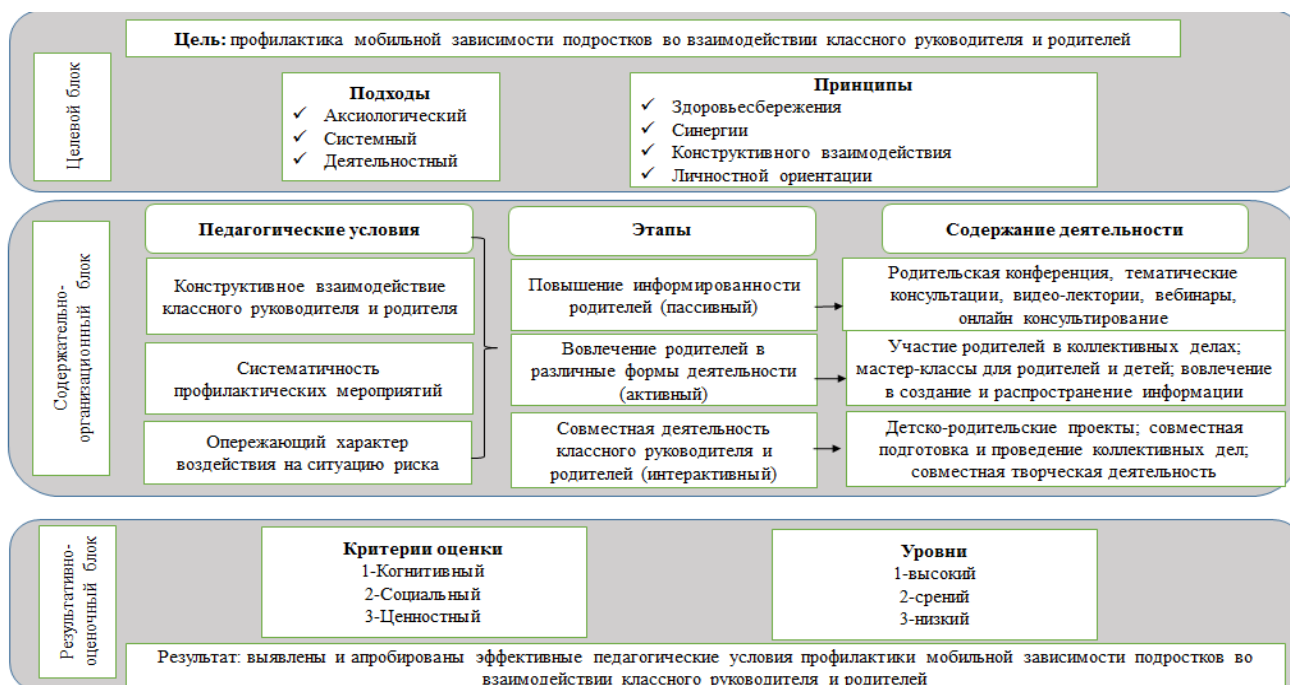 Цель: профилактика мобильной зависимости подростков во взаимодействии классного руководителя и родителей
Целевой блок
Подходы
✓ Аксиологический
✓ Системный
✓ Деятельностный
Принципы
✓ Здоровьесбережения
✓ Синергии
✓ Конструктивного взаимодействия
✓ Личностной ориентации
Содержательно-
организационный блок
Педагогические условия
Конструктивное взаимодействие
классного руководителя и родителя
Систематичность
профилактических мероприятий
Опережающий характер
воздействия на ситуацию риска
Этапы
Повышение информированности
родителей (пассивный)
Вовлечение родителей в
различные формы деятельности
(активный)
Совместная деятельность
классного руководителя и
родителей (интерактивный)
Содержание деятельности
Родительская конференция, тематические
консультации, видео-лектории, вебинары,
онлайн консультирование
Участие родителей в коллективных делах;
мастер-классы для родителей и детей; вовлечение
в создание и распространение информации
Детско-родительские проекты; совместная
подготовка и проведение коллективных дел;
совместная творческая деятельность
Результативно-
оценочный блок
Критерии оценки
1-Когнитивный
2-Социальный
3-Ценностный
Уровни
1-высокий
2-срений
3-низкий
Результат: выявлены и апробированы эффективные педагогические условия профилактики мобильной зависимости подростков во
взаимодействии классного руководителя и родителей